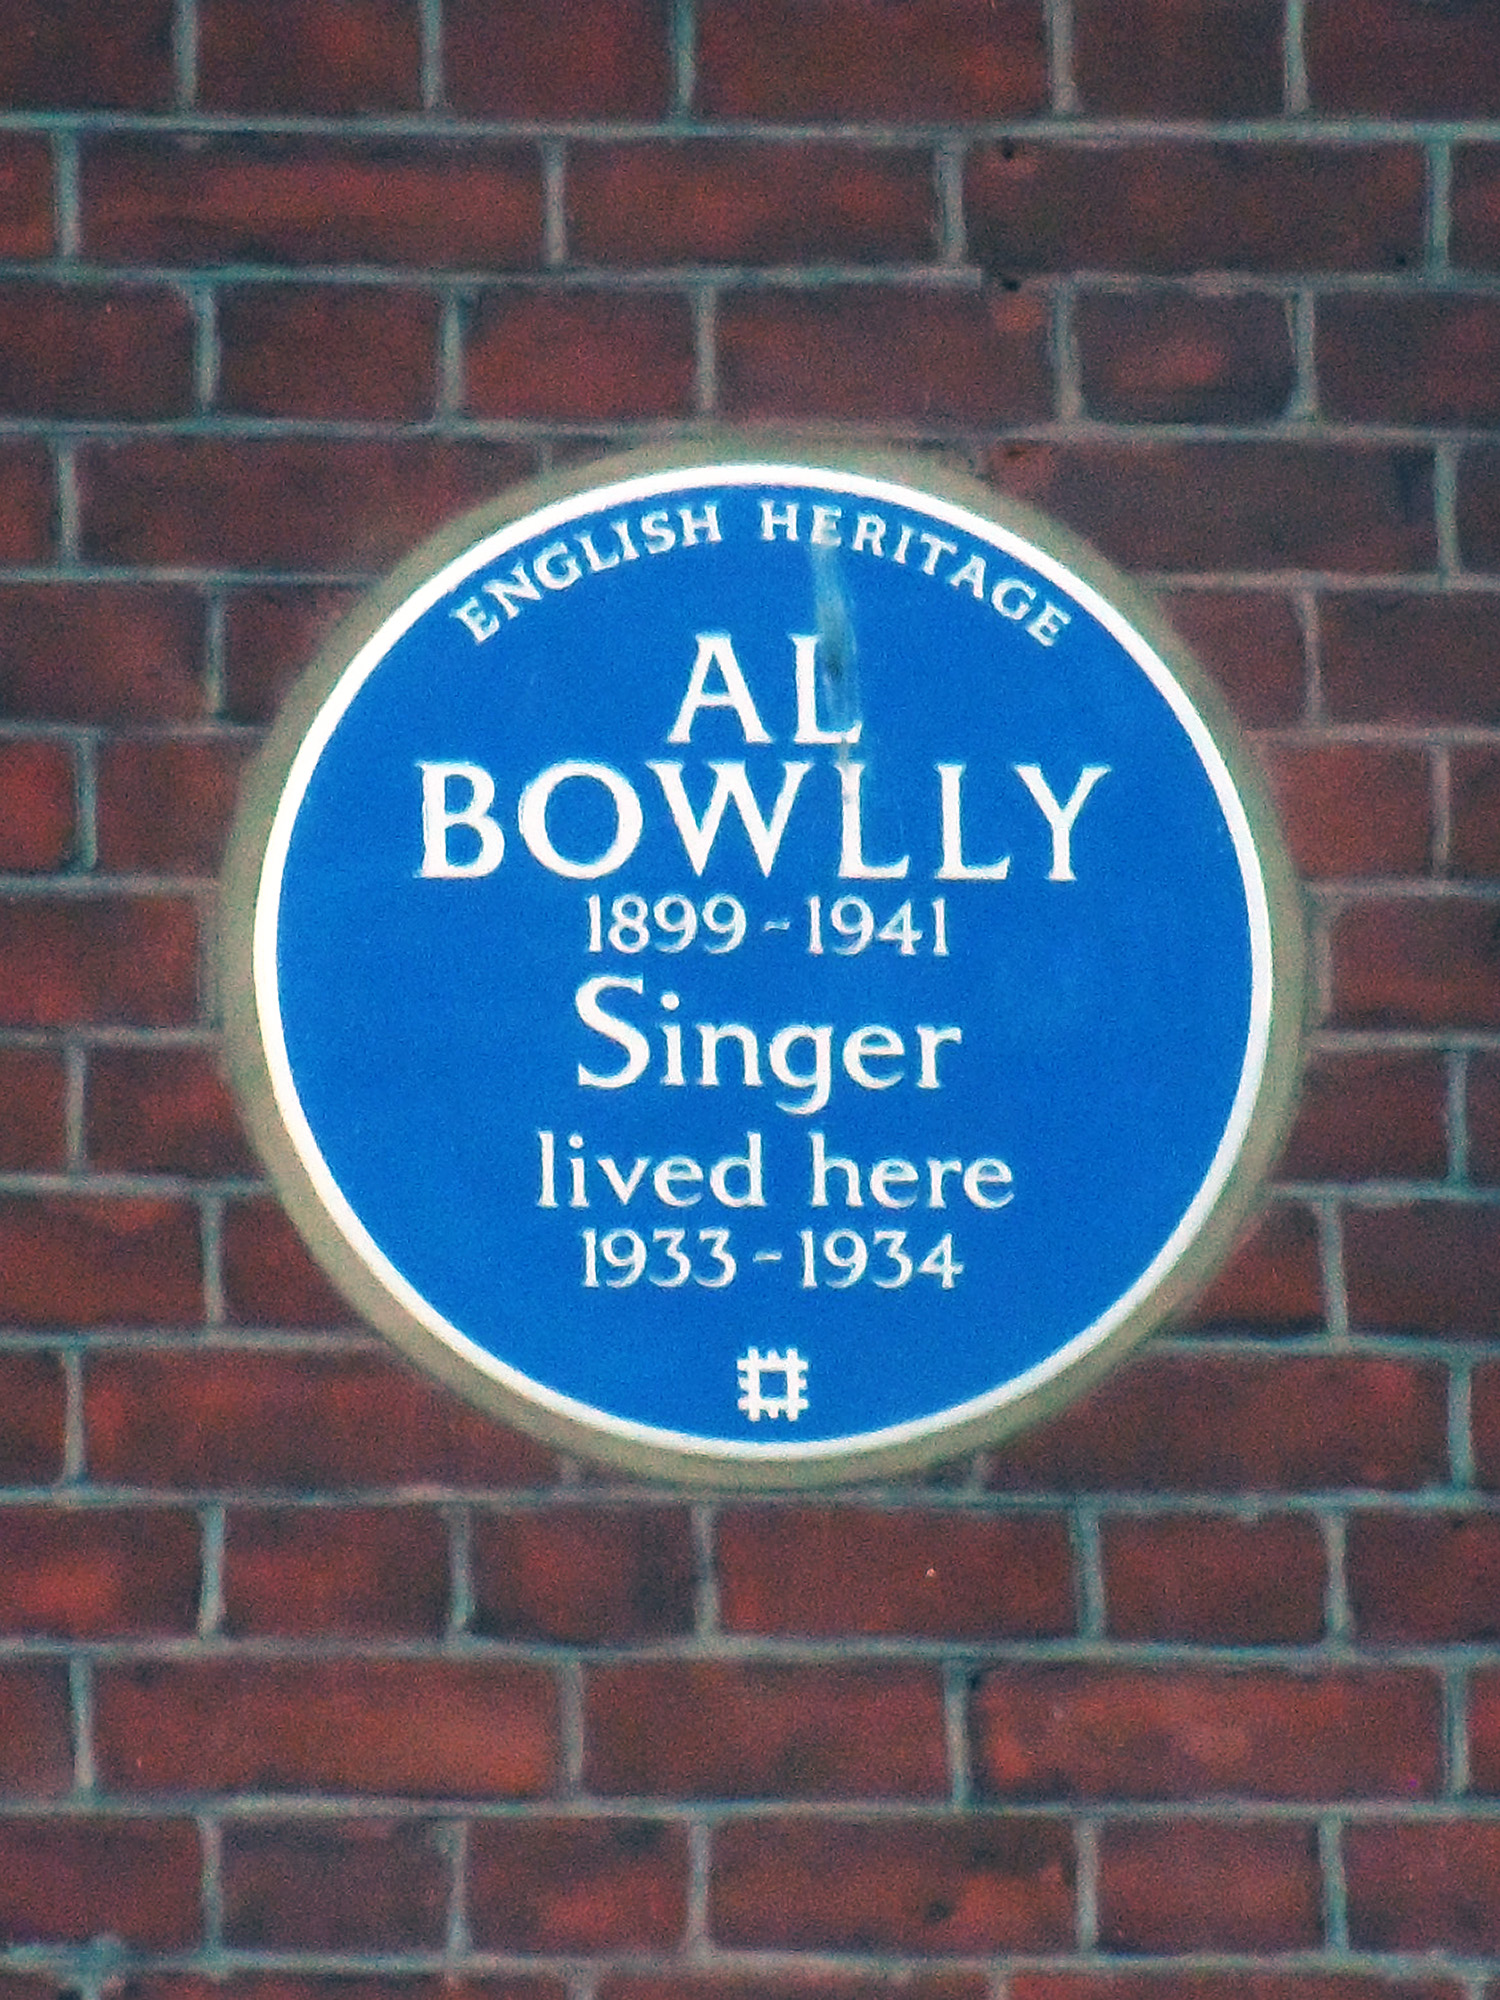 ENGLISH HERITAGE
AL
BOWLLY
1899-1941
Singer
lived here
1933-1934